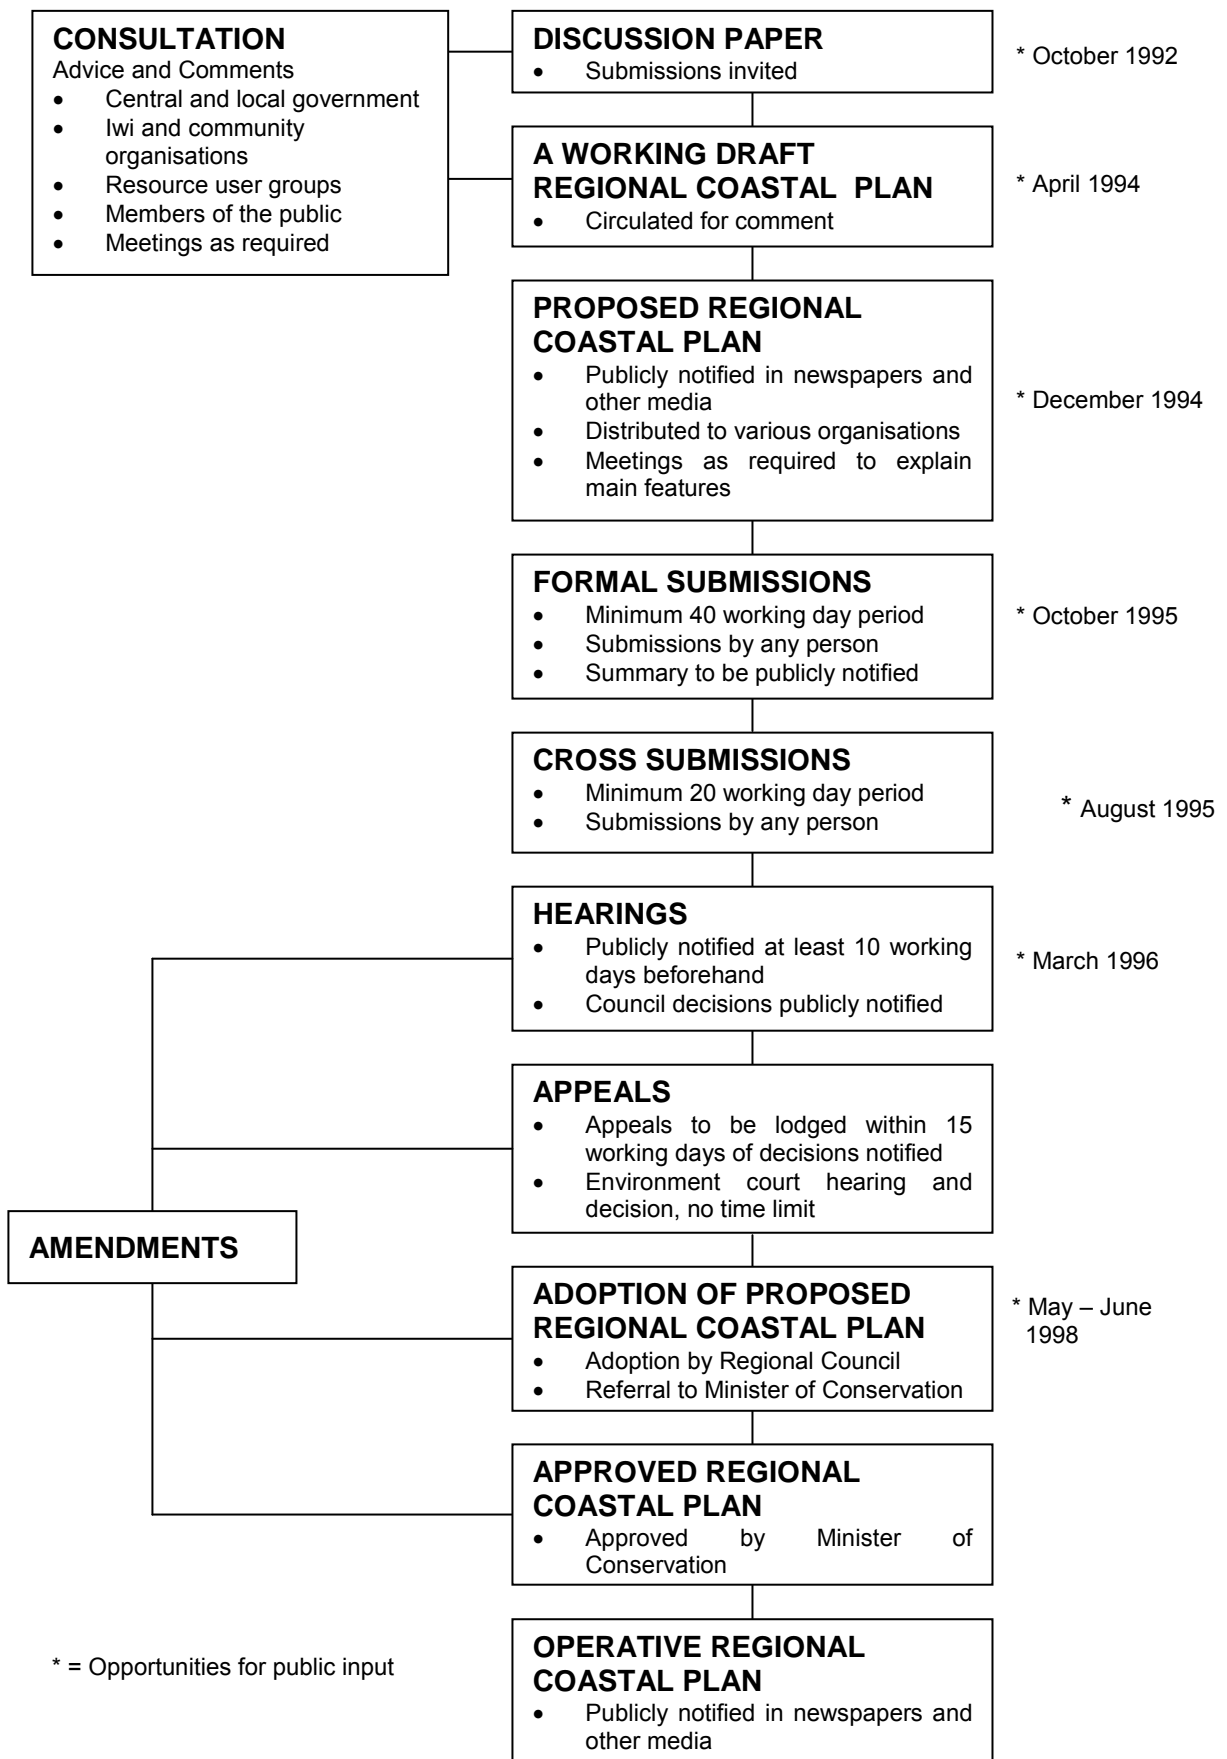 CONSULTATION
Advice and Comments
• Central and local government
• Iwi and community
organisations
• Resource user groups
• Members of the public
• Meetings as required
DISCUSSION PAPER
• Submissions invited
* October 1992
A WORKING DRAFT
REGIONAL COASTAL PLAN
• Circulated for comment
* April 1994
PROPOSED REGIONAL
COASTAL PLAN
• Publicly notified in newspapers and
other media
• Distributed to various organisations
• Meetings as required to explain
main features
* December 1994
FORMAL SUBMISSIONS
• Minimum 40 working day period
• Submissions by any person
• Summary to be publicly notified
* October 1995
CROSS SUBMISSIONS
• Minimum 20 working day period
• Submissions by any person
* August 1995
HEARINGS
• Publicly notified at least 10 working
days beforehand
• Council decisions publicly notified
* March 1996
APPEALS
• Appeals to be lodged within 15
working days of decisions notified
• Environment court hearing and
decision, no time limit
AMENDMENTS
ADOPTION OF PROPOSED
REGIONAL COASTAL PLAN
• Adoption by Regional Council
• Referral to Minister of Conservation
* May – June
1998
APPROVED REGIONAL
COASTAL PLAN
• Approved by Minister of
Conservation
OPERATIVE REGIONAL
COASTAL PLAN
• Publicly notified in newspapers and
other media
* = Opportunities for public input